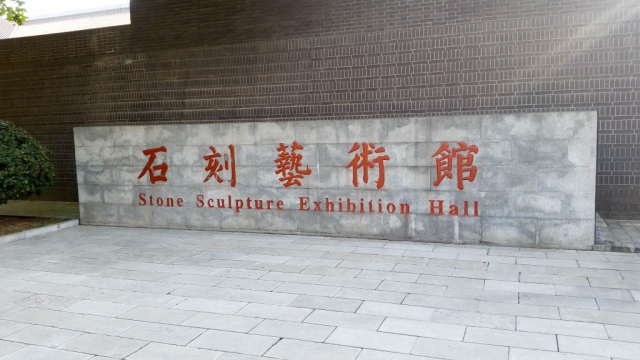 石刻藝術館
Stone Sculpture Exhibition Hall